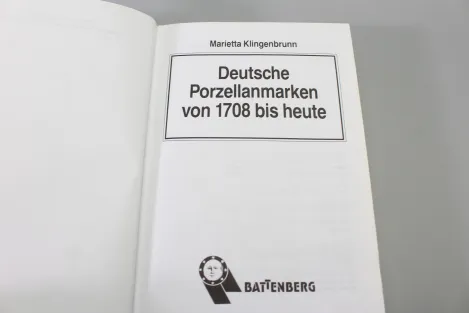 Marietta Klingenbrunn
Deutsche
Porzellanmarken
von 1708 bis heute
BATTENBERG